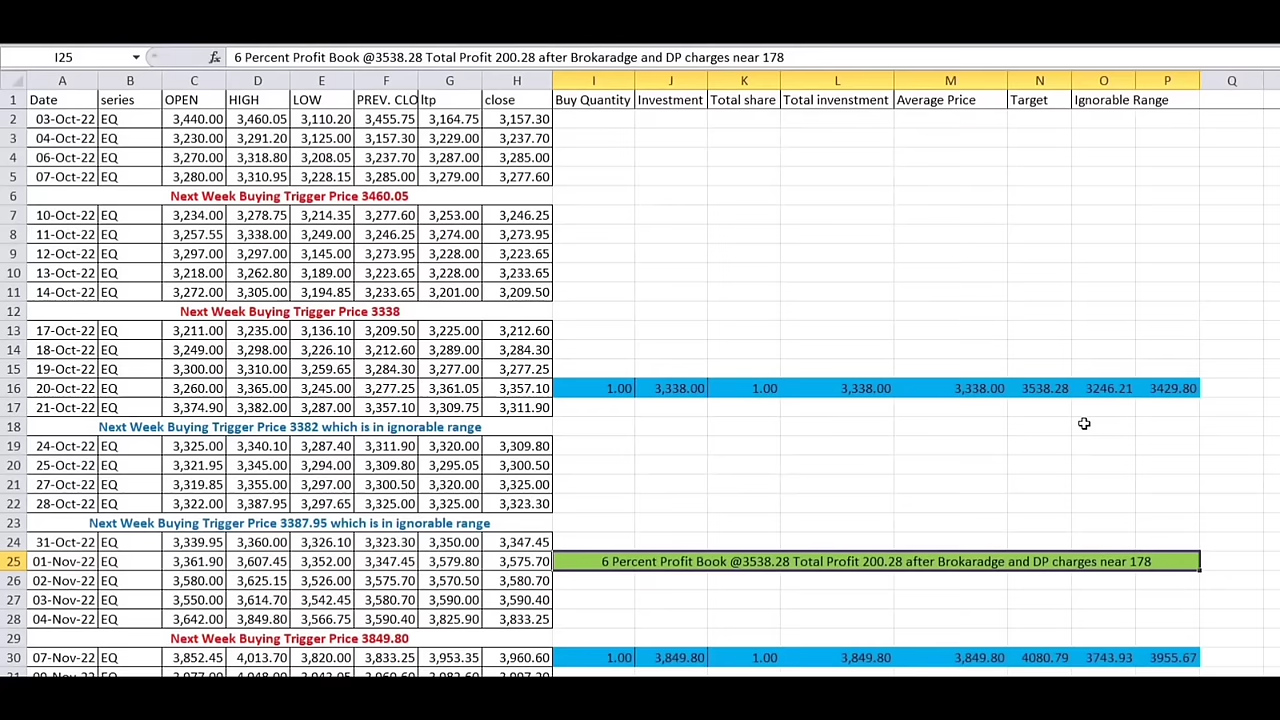 I25 fx 6 Percent Profit Book @3538.28 Total Profit 200.28 after Brokaradge and DP charges near 178
A B C D E F G H I J K L M N O P Q
1 Date series OPEN HIGH LOW PREV. CLO ltp close Buy Quantity Investment Total share Total invenstment Average Price Target Ignorable Range
2 03-Oct-22 EQ 3,440.00 3,460.05 3,110.20 3,455.75 3,164.75 3,157.30
3 04-Oct-22 EQ 3,230.00 3,291.20 3,125.00 3,157.30 3,229.00 3,237.70
4 06-Oct-22 EQ 3,270.00 3,318.80 3,208.05 3,237.70 3,287.00 3,285.00
5 07-Oct-22 EQ 3,280.00 3,310.95 3,228.15 3,285.00 3,279.00 3,277.60
6 Next Week Buying Trigger Price 3460.05
7 10-Oct-22 EQ 3,234.00 3,278.75 3,214.35 3,277.60 3,253.00 3,246.25
8 11-Oct-22 EQ 3,257.55 3,338.00 3,249.00 3,246.25 3,274.00 3,273.95
9 12-Oct-22 EQ 3,297.00 3,297.00 3,145.00 3,273.95 3,228.00 3,223.65
10 13-Oct-22 EQ 3,218.00 3,262.80 3,189.00 3,223.65 3,228.00 3,233.65
11 14-Oct-22 EQ 3,272.00 3,305.00 3,194.85 3,233.65 3,201.00 3,209.50
12 Next Week Buying Trigger Price 3338
13 17-Oct-22 EQ 3,211.00 3,235.00 3,136.10 3,209.50 3,225.00 3,212.60
14 18-Oct-22 EQ 3,249.00 3,298.00 3,226.10 3,212.60 3,289.00 3,284.30
15 19-Oct-22 EQ 3,300.00 3,310.00 3,259.65 3,284.30 3,277.00 3,277.25
16 20-Oct-22 EQ 3,260.00 3,365.00 3,245.00 3,277.25 3,361.05 3,357.10 1.00 3,338.00 1.00 3,338.00 3,338.00 3538.28 3246.21 3429.80
17 21-Oct-22 EQ 3,374.90 3,382.00 3,287.00 3,357.10 3,309.75 3,311.90
18 Next Week Buying Trigger Price 3382 which is in ignorable range
19 24-Oct-22 EQ 3,325.00 3,340.10 3,287.40 3,311.90 3,320.00 3,309.80
20 25-Oct-22 EQ 3,321.95 3,345.00 3,294.00 3,309.80 3,295.05 3,300.50
21 27-Oct-22 EQ 3,319.85 3,355.00 3,297.00 3,300.50 3,320.00 3,325.00
22 28-Oct-22 EQ 3,322.00 3,387.95 3,297.65 3,325.00 3,325.00 3,323.30
23 Next Week Buying Trigger Price 3387.95 which is in ignorable range
24 31-Oct-22 EQ 3,339.95 3,360.00 3,326.10 3,323.30 3,350.00 3,347.45
25 01-Nov-22 EQ 3,361.90 3,607.45 3,352.00 3,347.45 3,579.80 3,575.70 6 Percent Profit Book @3538.28 Total Profit 200.28 after Brokaradge and DP charges near 178
26 02-Nov-22 EQ 3,580.00 3,625.15 3,526.00 3,575.70 3,570.50 3,580.70
27 03-Nov-22 EQ 3,550.00 3,614.70 3,542.45 3,580.70 3,590.00 3,590.40
28 04-Nov-22 EQ 3,642.00 3,849.80 3,566.75 3,590.40 3,825.90 3,833.25
29 Next Week Buying Trigger Price 3849.80
30 07-Nov-22 EQ 3,852.45 4,013.70 3,820.00 3,833.25 3,953.35 3,960.60 1.00 3,849.80 1.00 3,849.80 3,849.80 4080.79 3743.93 3955.67